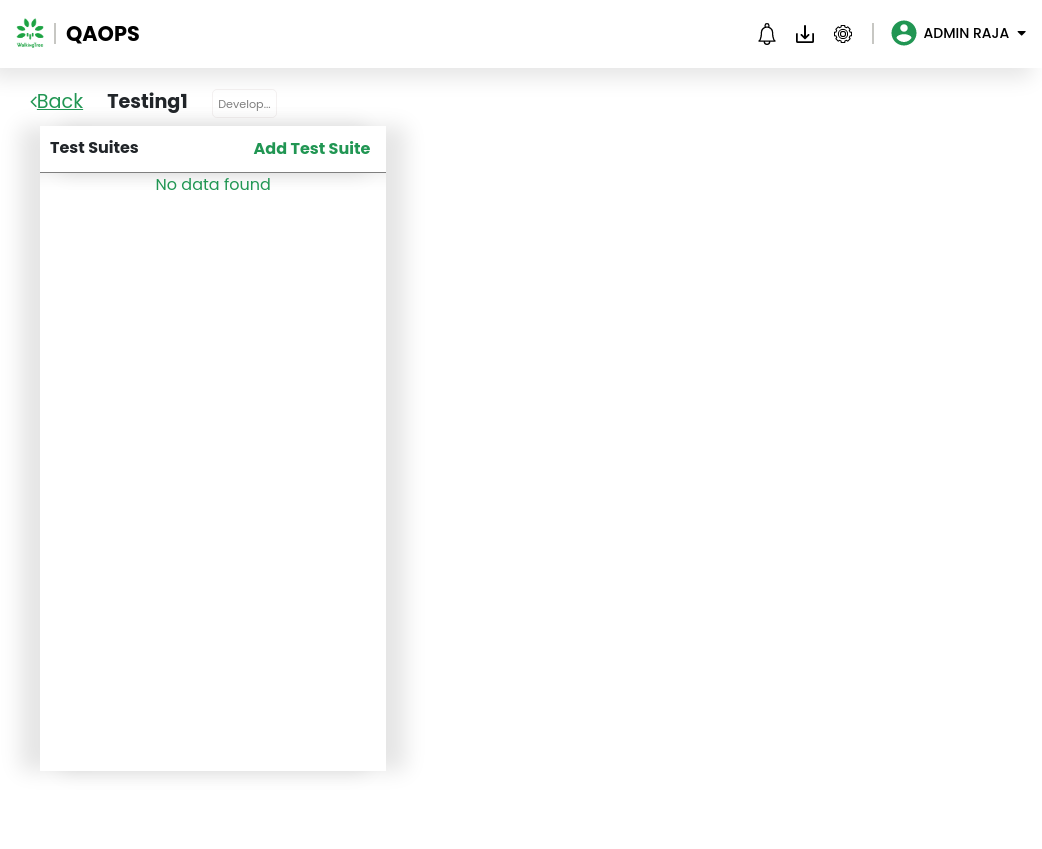 WalkingTree
QAOPS
ADMIN RAJA
Back
Testing1
Develop...
Test Suites
Add Test Suite
No data found